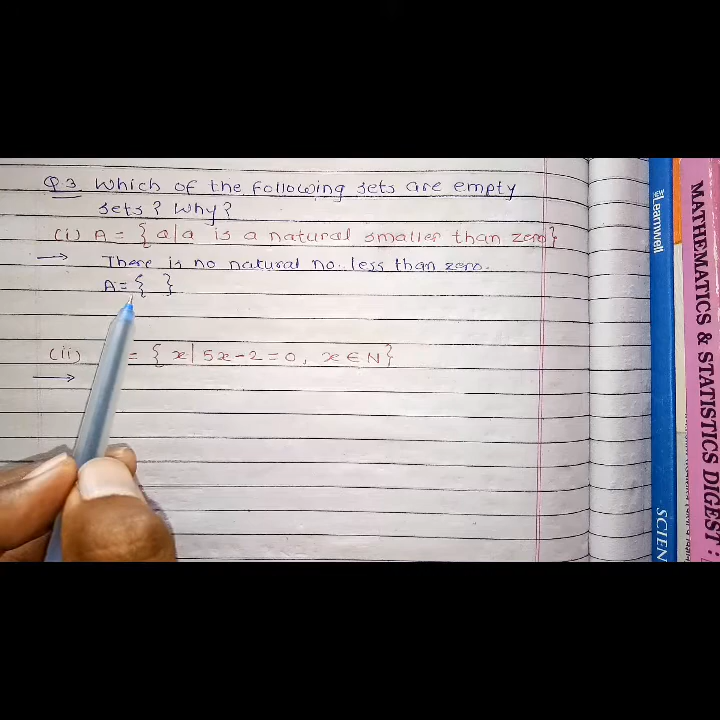 Q.3 Which of the following sets are empty
sets? Why?
(i) A = { a | a is a natural smaller than zero}
→ There is no natural no. less than zero.
A = { }
(ii) = { x | 5x - 2 = 0, x ∈ N }
→
Learnwell
SCIEN
MATHEMATICS & STATISTICS DIGEST :